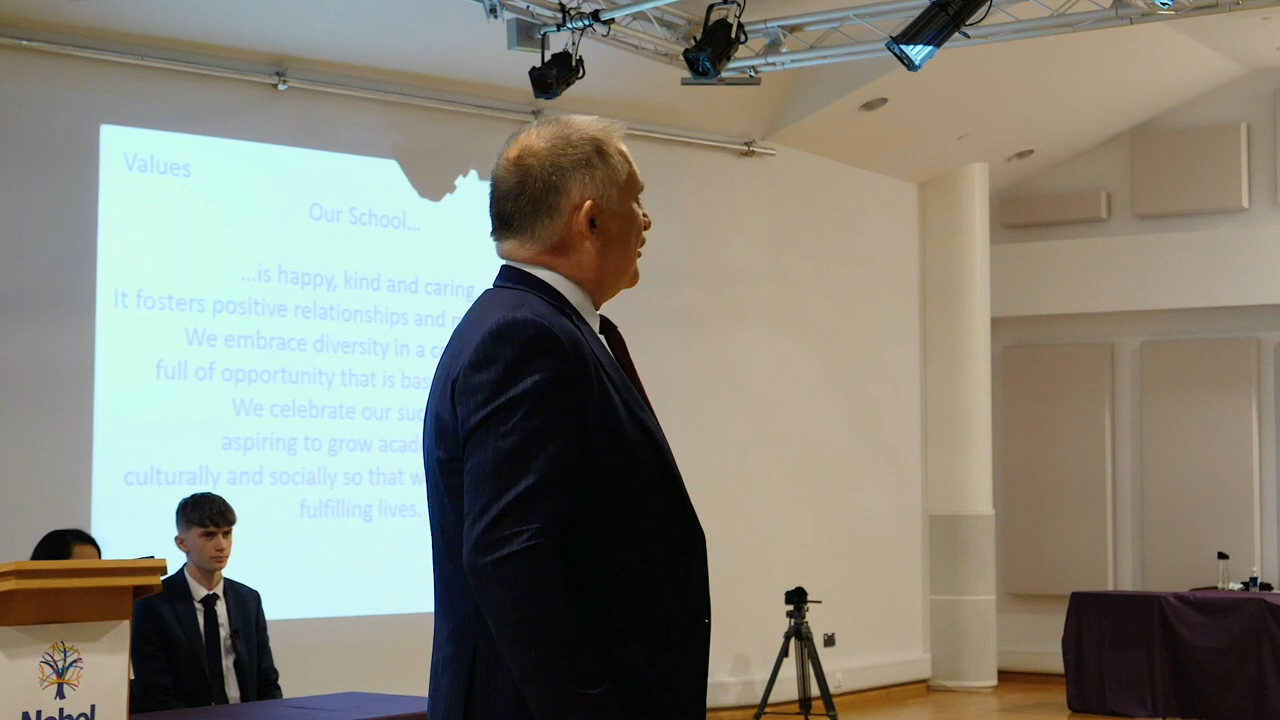 Values
Our School...
...is happy, kind and caring
It fosters positive relationships and
We embrace diversity in a
full of opportunity that is
We celebrate our
aspiring to grow
culturally and socially so that
fulfilling lives.
Nobel